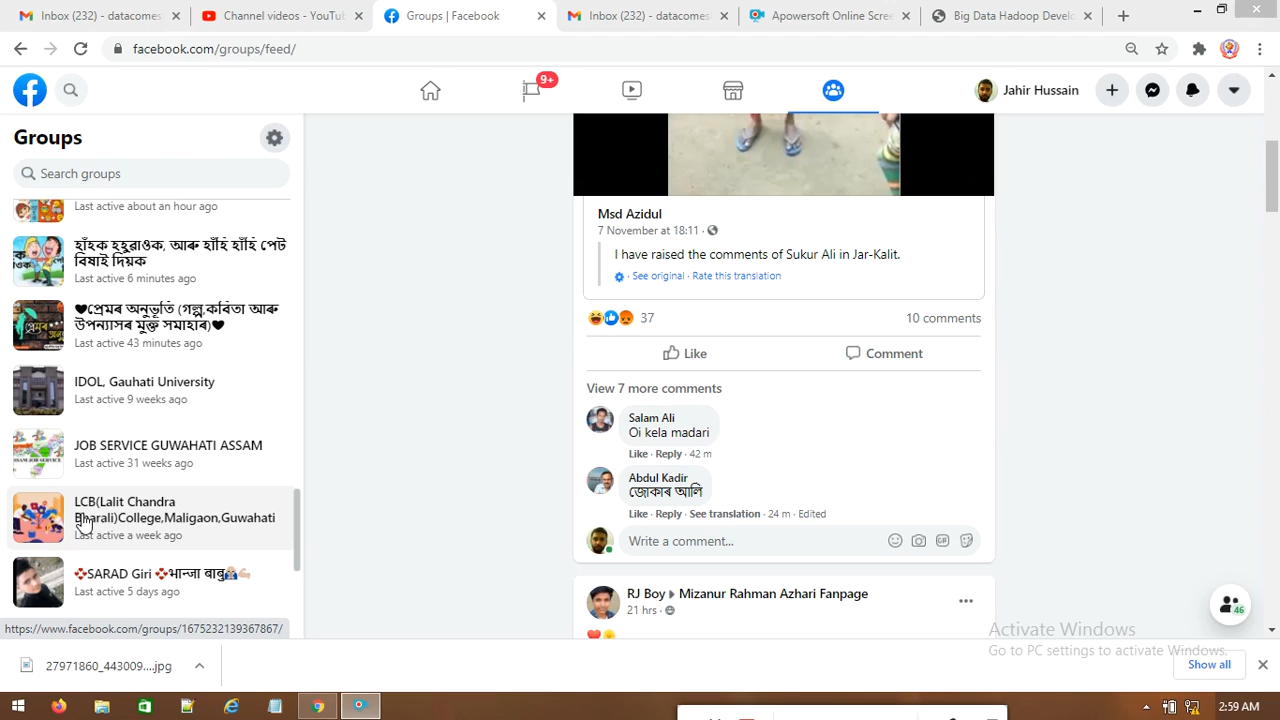 Inbox (232) - datacomes
Channel videos - YouTu
Groups | Facebook
Inbox (232) - datacomes
Apowersoft Online Scree
Big Data Hadoop Develo
facebook.com/groups/feed/
9+
Jahir Hussain
Groups
Search groups
Last active about an hour ago
হাঁহক হহুৱাওক, আৰু হাঁহি হাঁহি পেট
বিষাই দিয়ক
Last active 6 minutes ago
❤প্ৰেমৰ অনুভূতি (গল্প,কবিতা আৰু
উপন্যাসৰ মুক্ত সমাহাৰ)❤
Last active 43 minutes ago
IDOL, Gauhati University
Last active 9 weeks ago
JOB SERVICE GUWAHATI ASSAM
Last active 31 weeks ago
LCB(Lalit Chandra
Bharali)College,Maligaon,Guwahati
Last active a week ago
SARAD Giri भान्जा बाबु
Last active 5 days ago
https://www.facebook.com/groups/1675232139367867/
Msd Azidul
7 November at 18:11 ·
I have raised the comments of Sukur Ali in Jar-Kalit.
· See original · Rate this translation
37
10 comments
Like
Comment
View 7 more comments
Salam Ali
Oi kela madari
Like · Reply · 42 m
Abdul Kadir
জোকাৰ আলি
Like · Reply · See translation · 24 m · Edited
Write a comment...
GIF
RJ Boy ▸ Mizanur Rahman Azhari Fanpage
21 hrs ·
46
Activate Windows
Go to PC settings to activate Windows.
27971860_443009....jpg
Show all
2:59 AM